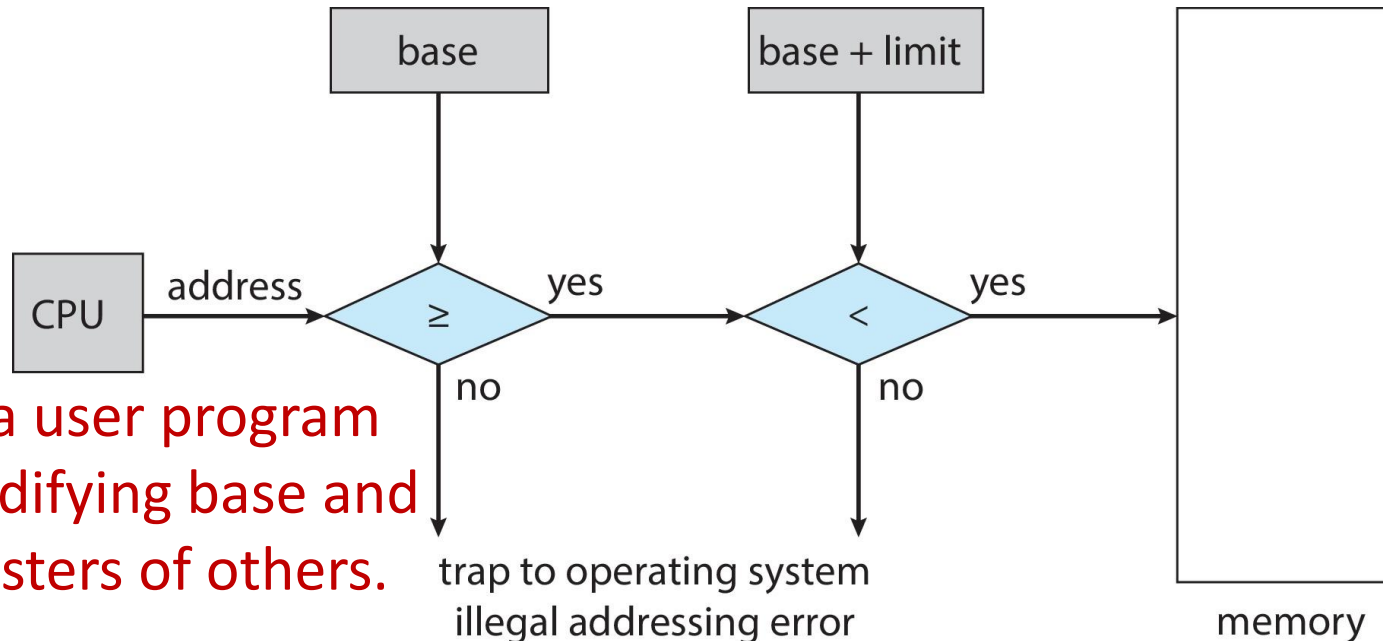 base
base + limit
CPU
address
≥
yes
<
yes
no
no
a user program
difying base and
sters of others.
trap to operating system
illegal addressing error
memory